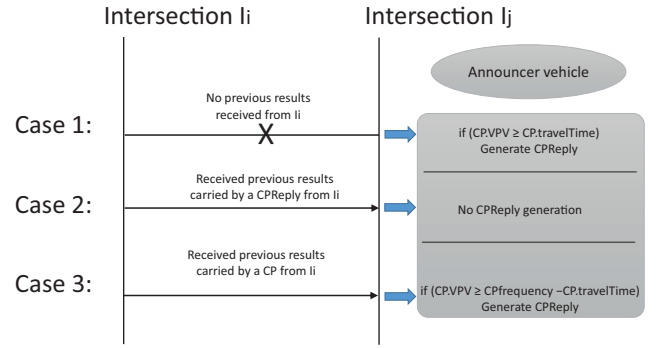 Intersection Ii
Intersection Ij
Announcer vehicle
Case 1:
No previous results
received from Ii
X
if (CP.VPV ≥ CP.travelTime)
Generate CPReply
Case 2:
Received previous results
carried by a CPReply from Ii
No CPReply generation
Case 3:
Received previous results
carried by a CP from Ii
if (CP.VPV ≥ CPfrequency –CP.travelTime)
Generate CPReply